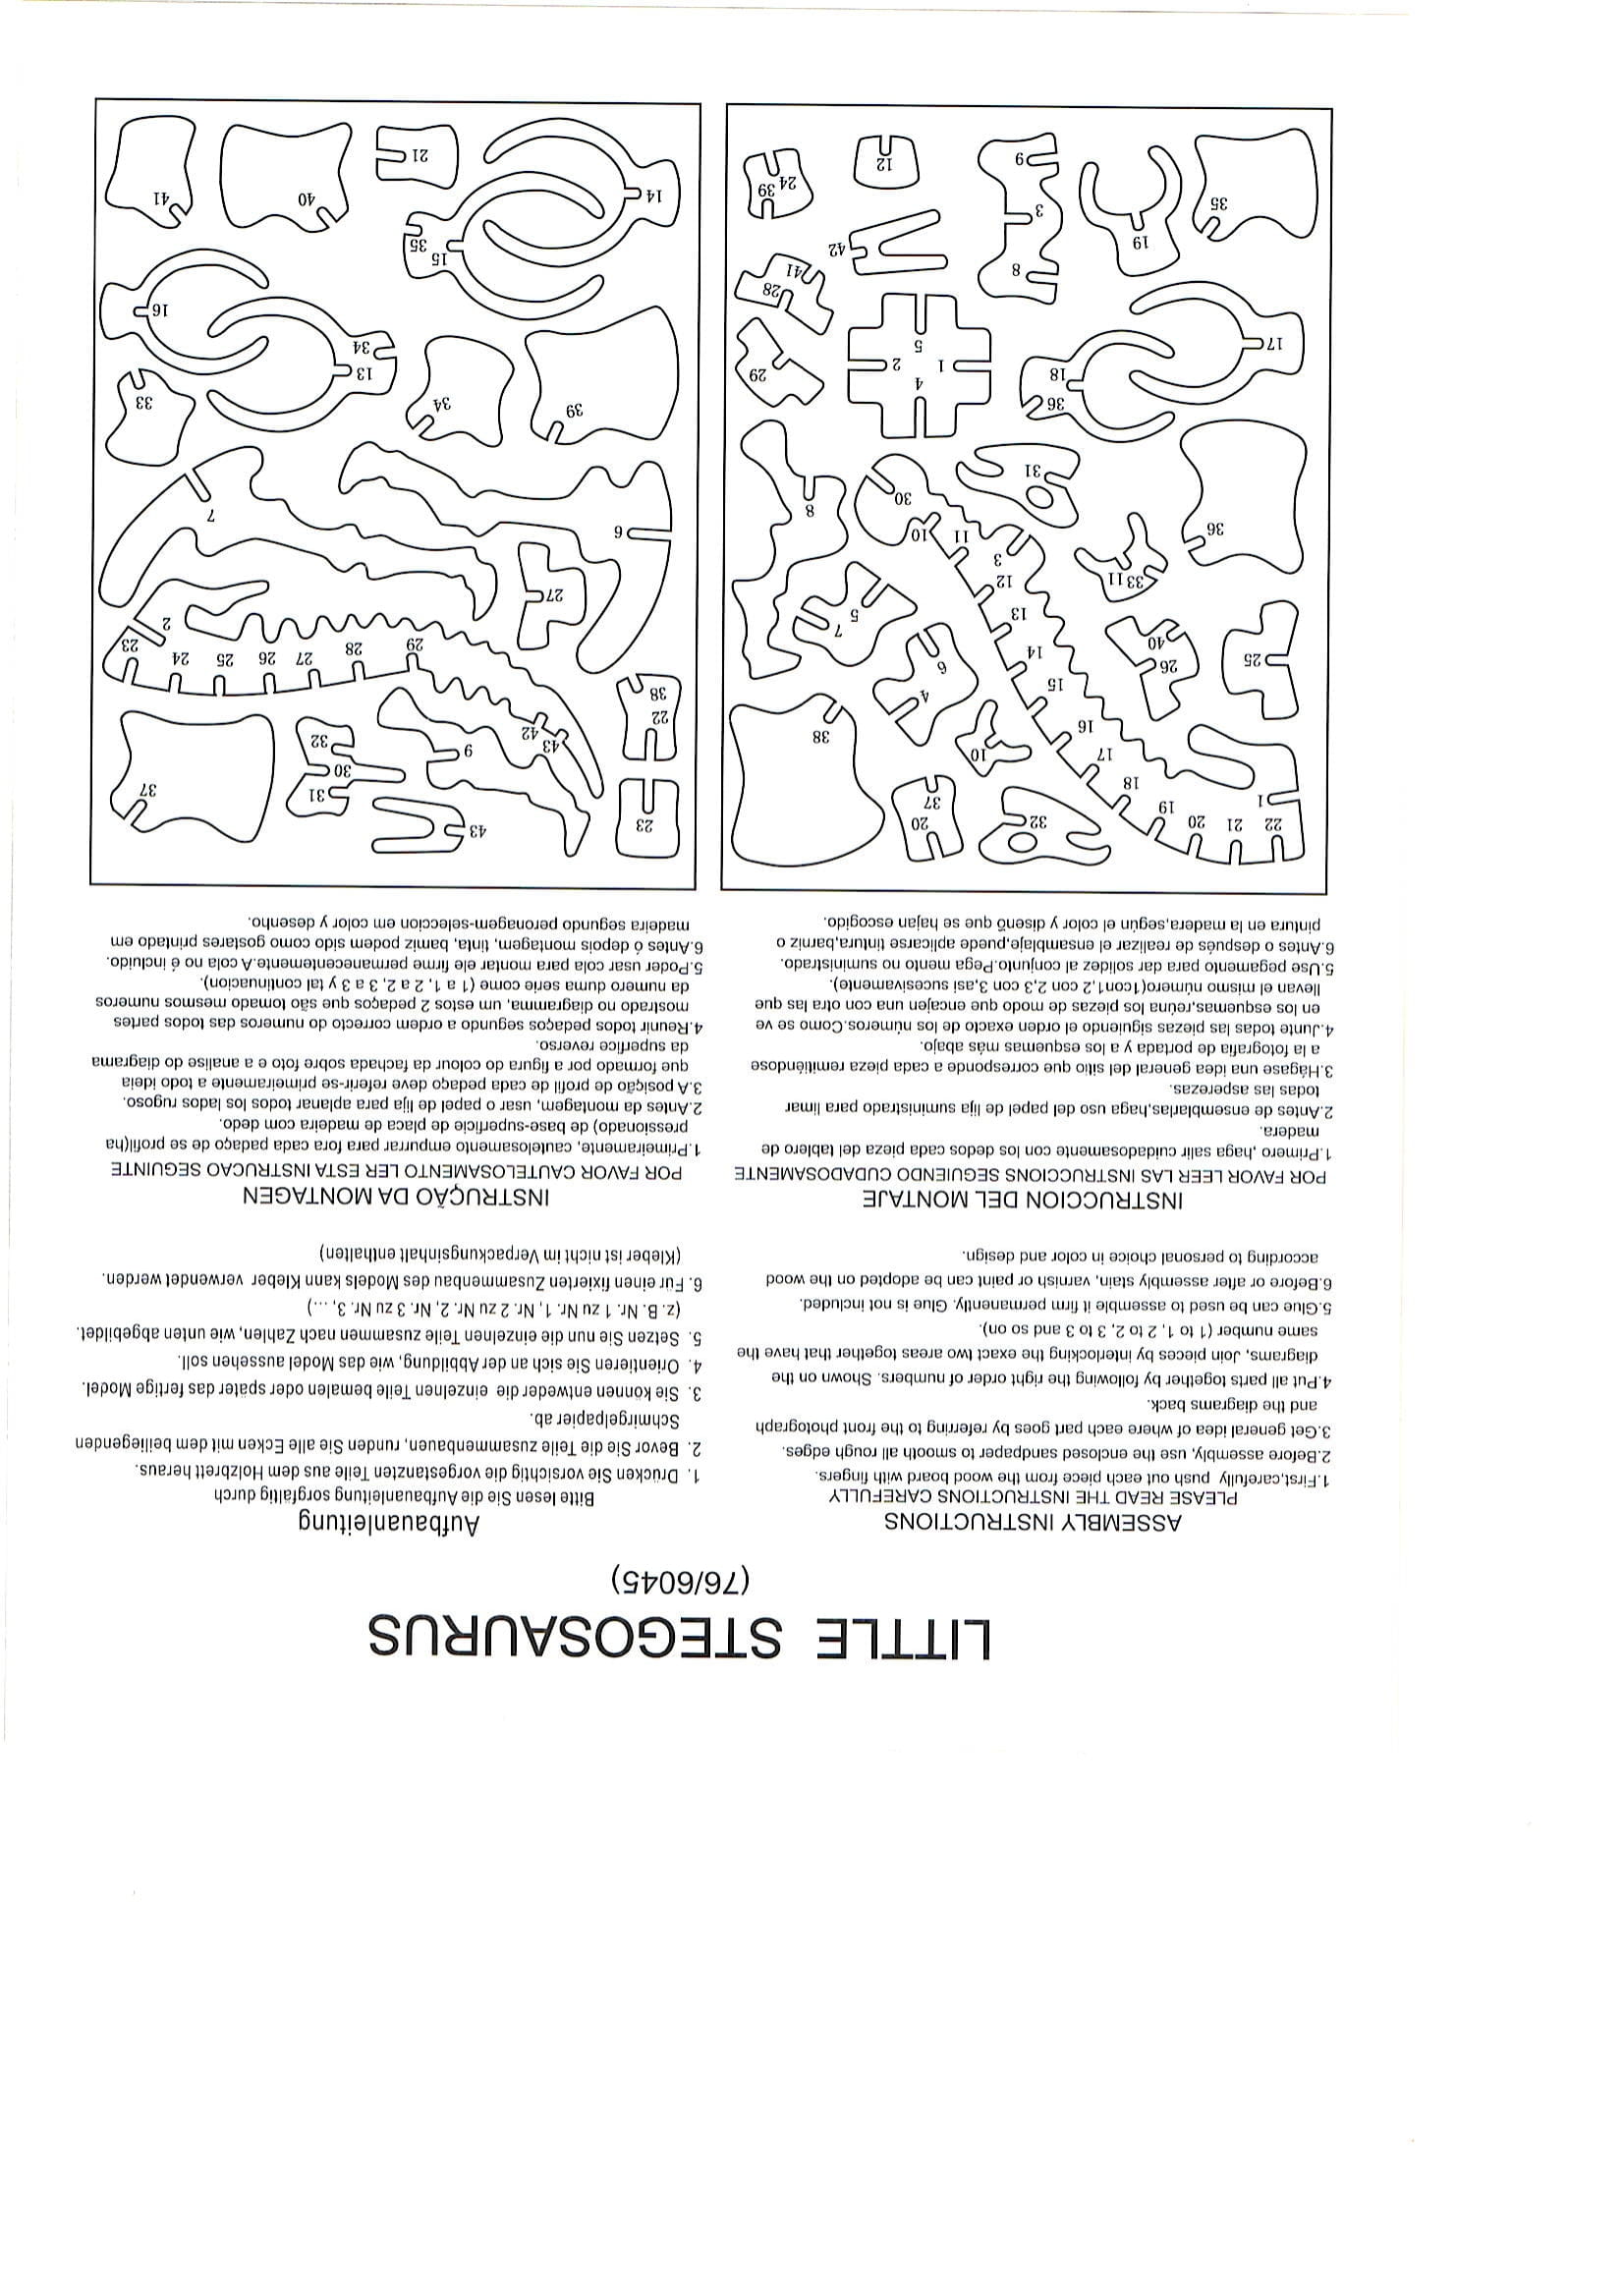 LITTLE STEGOSAURUS
(76/6045)
ASSEMBLY INSTRUCTIONS
PLEASE READ THE INSTRUCTIONS CAREFULLY
1.First,carefully push out each piece from the wood board with fingers.
2.Before assembly, use the enclosed sandpaper to smooth all rough edges.
3.Get general idea of where each part goes by referring to the front photograph
and the diagrams back.
4.Put all parts together by following the right order of numbers. Shown on the
diagrams, Join pieces by interlocking the exact two areas together that have the
same number (1 to 1, 2 to 2, 3 to 3 and so on).
5.Glue can be used to assemble it firm permanently. Glue is not included.
6.Before or after assembly stain, varnish or paint can be adopted on the wood
according to personal choice in color and design.
Aufbauanleitung
Bitte lesen Sie die Aufbauanleitung sorgfältig durch
1. Drücken Sie vorsichtig die vorgestanzten Teile aus dem Holzbrett heraus.
2. Bevor Sie die Teile zusammenbauen, runden Sie alle Ecken mit dem beiliegenden
Schmirgelpapier ab.
3. Sie können entweder die einzelnen Teile bemalen oder später das fertige Model.
4. Orientieren Sie sich an der Abbildung, wie das Model aussehen soll.
5. Setzen Sie nun die einzelnen Teile zusammen nach Zahlen, wie unten abgebildet.
(z. B. Nr. 1 zu Nr. 1, Nr. 2 zu Nr. 2, Nr. 3 zu Nr. 3, ...)
6. Für einen fixierten Zusammenbau des Models kann Kleber verwendet werden.
(Kleber ist nicht im Verpackungsinhalt enthalten)
INSTRUCCION DEL MONTAJE
POR FAVOR LEER LAS INSTRUCCIONS SEGUIENDO CUDADOSAMENTE
1.Primero ,haga salir cuidadosamente con los dedos cada pieza del tablero de
madera.
2.Antes de ensemblarlas,haga uso del papel de lija suministrado para limar
todas las asperezas.
3.Hágase una idea general del sitio que corresponde a cada pieza remitiéndose
a la fotografia de portada y a los esquemas más abajo.
4.Junte todas las piezas siguiendo el orden exacto de los números.Como se ve
en los esquemas,reúna los piezas de modo que encajen una con otra las que
llevan el mismo número(1con1,2 con 2,3 con 3,asi sucesivamente).
5.Use pegamento para dar solidez al conjunto.Pega mento no suministrado.
6.Antes o después de realizar el ensamblaje,puede aplicarse tintura,barniz o
pintura en la madera,según el color y diseño que se hajan escogido.
INSTRUÇÃO DA MONTAGEN
POR FAVOR CAUTELOSAMENTO LER ESTA INSTRUCAO SEGUINTE
1.Primeiramente, cautelosamento empurrar para fora cada padaço de se profil(ha
pressionado) de base-superficie de placa de madeira com dedo.
2.Antes da montagem, usar o papel de lija para aplanar todos los lados rugoso.
3.A posição de profil de cada pedaço deve referir-se primeiramente a todo ideia
que formado por a figura do colour da fachada sobre foto e a analise do diagrama
da superfice reverso.
4.Reunir todos pedaços segundo a ordem correcto do numeros das todos partes
mostrado no diagramma, um estos 2 pedaços que são tomado mesmos numeros
da numero duma serie come (1 a 1, 2 a 2, 3 a 3 y tal continuacion).
5.Poder usar cola para montar ele firme permanecentemente.A cola no é incluido.
6.Antes ó depois montagem, tinta, bamiz podem sido como gostares printado em
madeira segundo peronagem-seleccion em color y desenho.
22 21 20 19 18 17 16 15 14 13 12 3 11 10 30
1
32
20 37
38
10
25
26 40
4 6
5 7
33 11
36
31
8
17
18 36
1 2 4 5
29
28 41
35
19
8 3 9
42
12
24 39
23
43
31 30 32
37
22 38
43 42
9
29 28 27 26 25 24 23
2
27
6
7
39
34
13 34
33
16
14
15 35
21
40
41